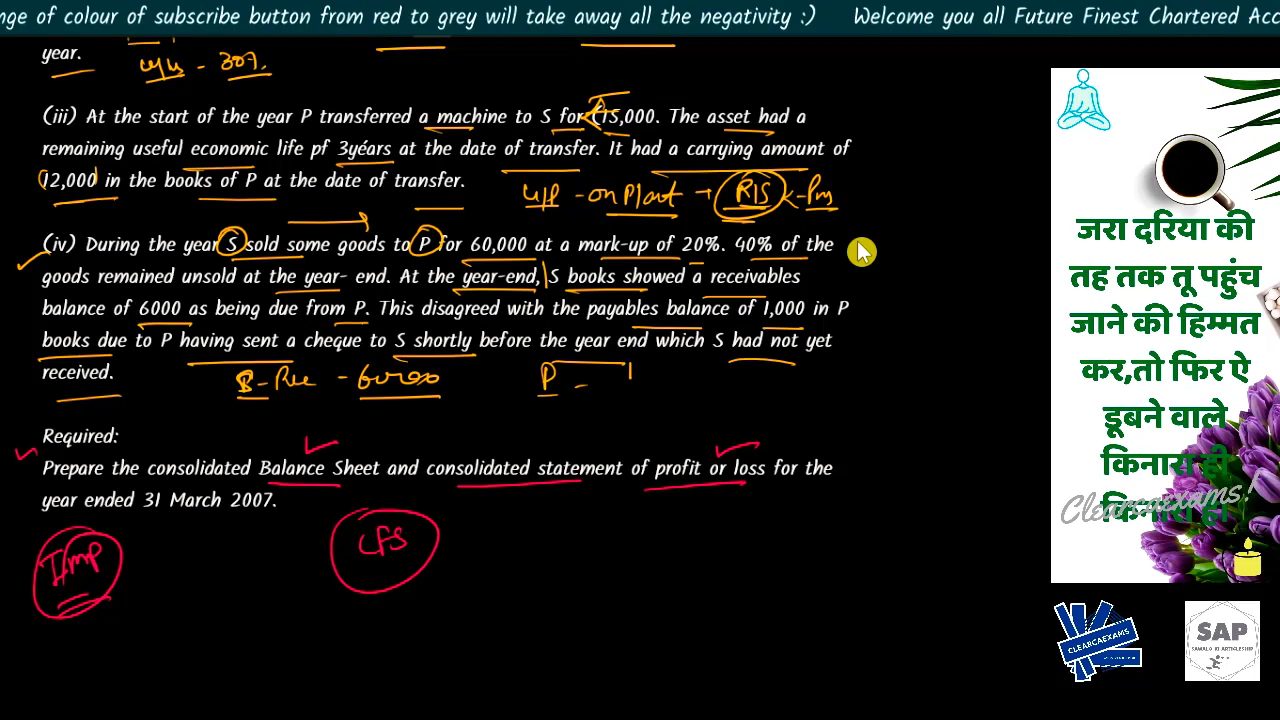 nge of colour of subscribe button from red to grey will take away all the negativity :) Welcome you all Future Finest Chartered Acc
year.
(iii) At the start of the year P transferred a machine to S for 15,000. The asset had a
remaining useful economic life pf 3years at the date of transfer. It had a carrying amount of
12,000 in the books of P at the date of transfer.
U/P - on Plant → R/S
(iv) During the year S sold some goods to P for 60,000 at a mark-up of 20%. 40% of the
goods remained unsold at the year- end. At the year-end, S books showed a receivables
balance of 6000 as being due from P. This disagreed with the payables balance of 1,000 in P
books due to P having sent a cheque to S shortly before the year end which S had not yet
received.
P -
Required:
Prepare the consolidated Balance Sheet and consolidated statement of profit or loss for the
year ended 31 March 2007.
Imp
CFS
जरा दरिया की
तह तक तू पहुंच
जाने की हिम्मत
कर,तो फिर ऐ
डूबने वाले
किनारा ही
किनारा हो
Clearcaexams!
CLEARCAEXAMS
SAP
SAMAJLO KI ARTICLESHIP